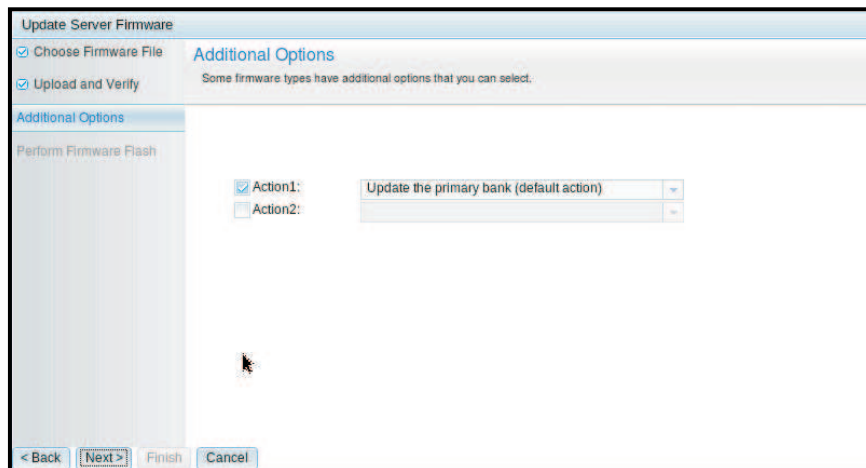 Update Server Firmware
Choose Firmware File
Upload and Verify
Additional Options
Perform Firmware Flash
Additional Options
Some firmware types have additional options that you can select.
Action1: Update the primary bank (default action)
Action2:
< Back Next > Finish Cancel